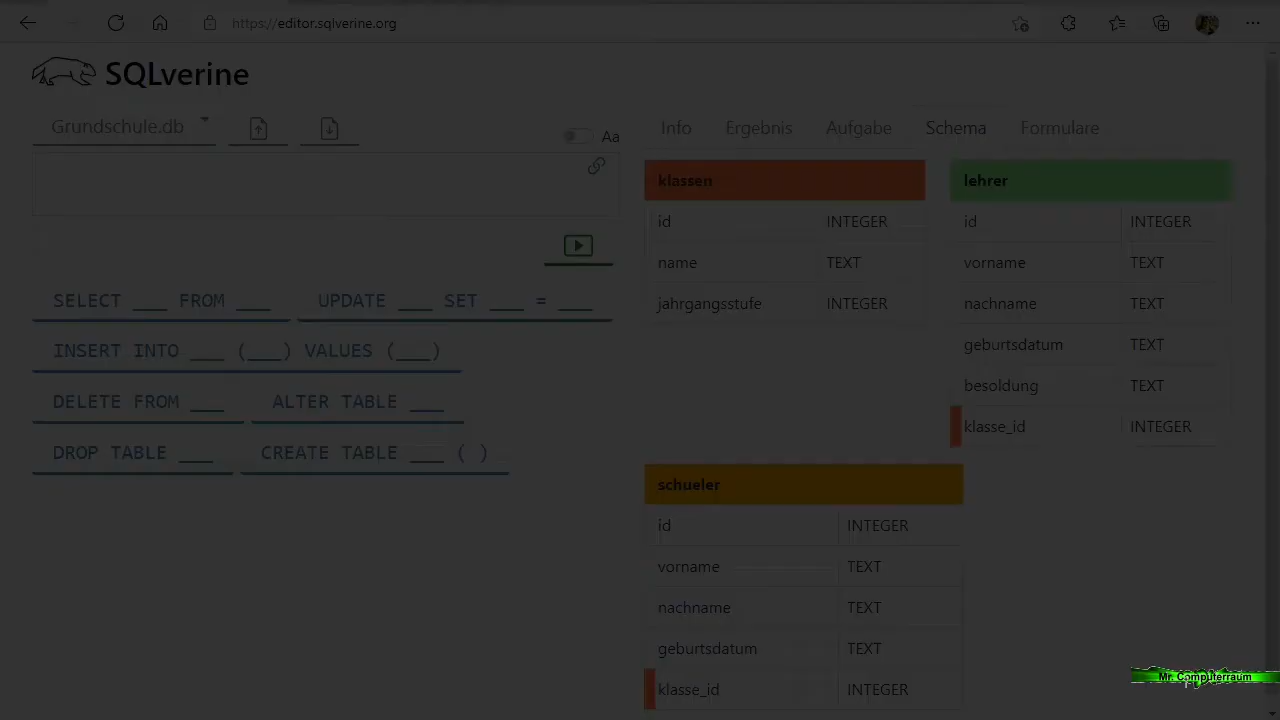 https://editor.sqlverine.org
SQLverine
Grundschule.db
Aa
SELECT ___ FROM ___
UPDATE ___ SET ___ = ___
INSERT INTO ___ (___) VALUES (___)
DELETE FROM ___
ALTER TABLE ___
DROP TABLE ___
CREATE TABLE ___ ( )
Info Ergebnis Aufgabe Schema Formulare
klassen
id INTEGER
name TEXT
jahrgangsstufe INTEGER
lehrer
id INTEGER
vorname TEXT
nachname TEXT
geburtsdatum TEXT
besoldung TEXT
klasse_id INTEGER
schueler
id INTEGER
vorname TEXT
nachname TEXT
geburtsdatum TEXT
klasse_id INTEGER
Mr. Computerraum